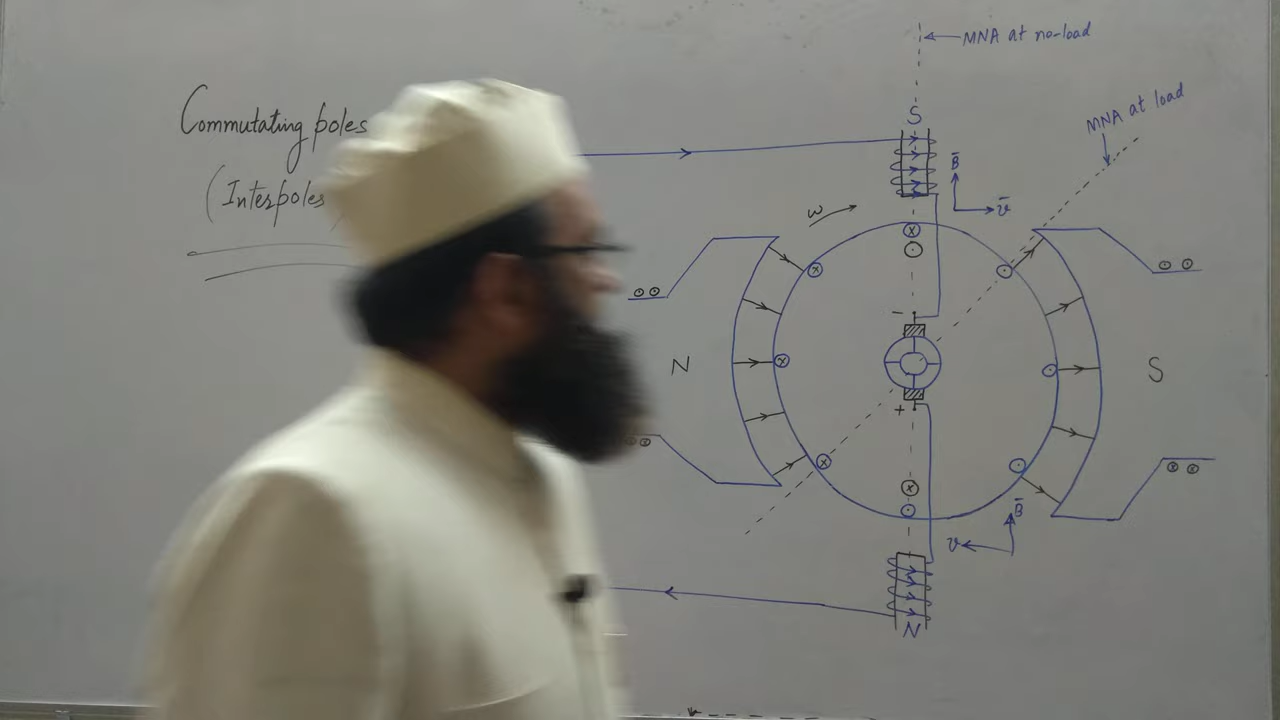 MNA at no-load
MNA at load
Commutating poles
(Interpoles
S
B̄
v̄
ω
-
N
S
+
B̄
v
N